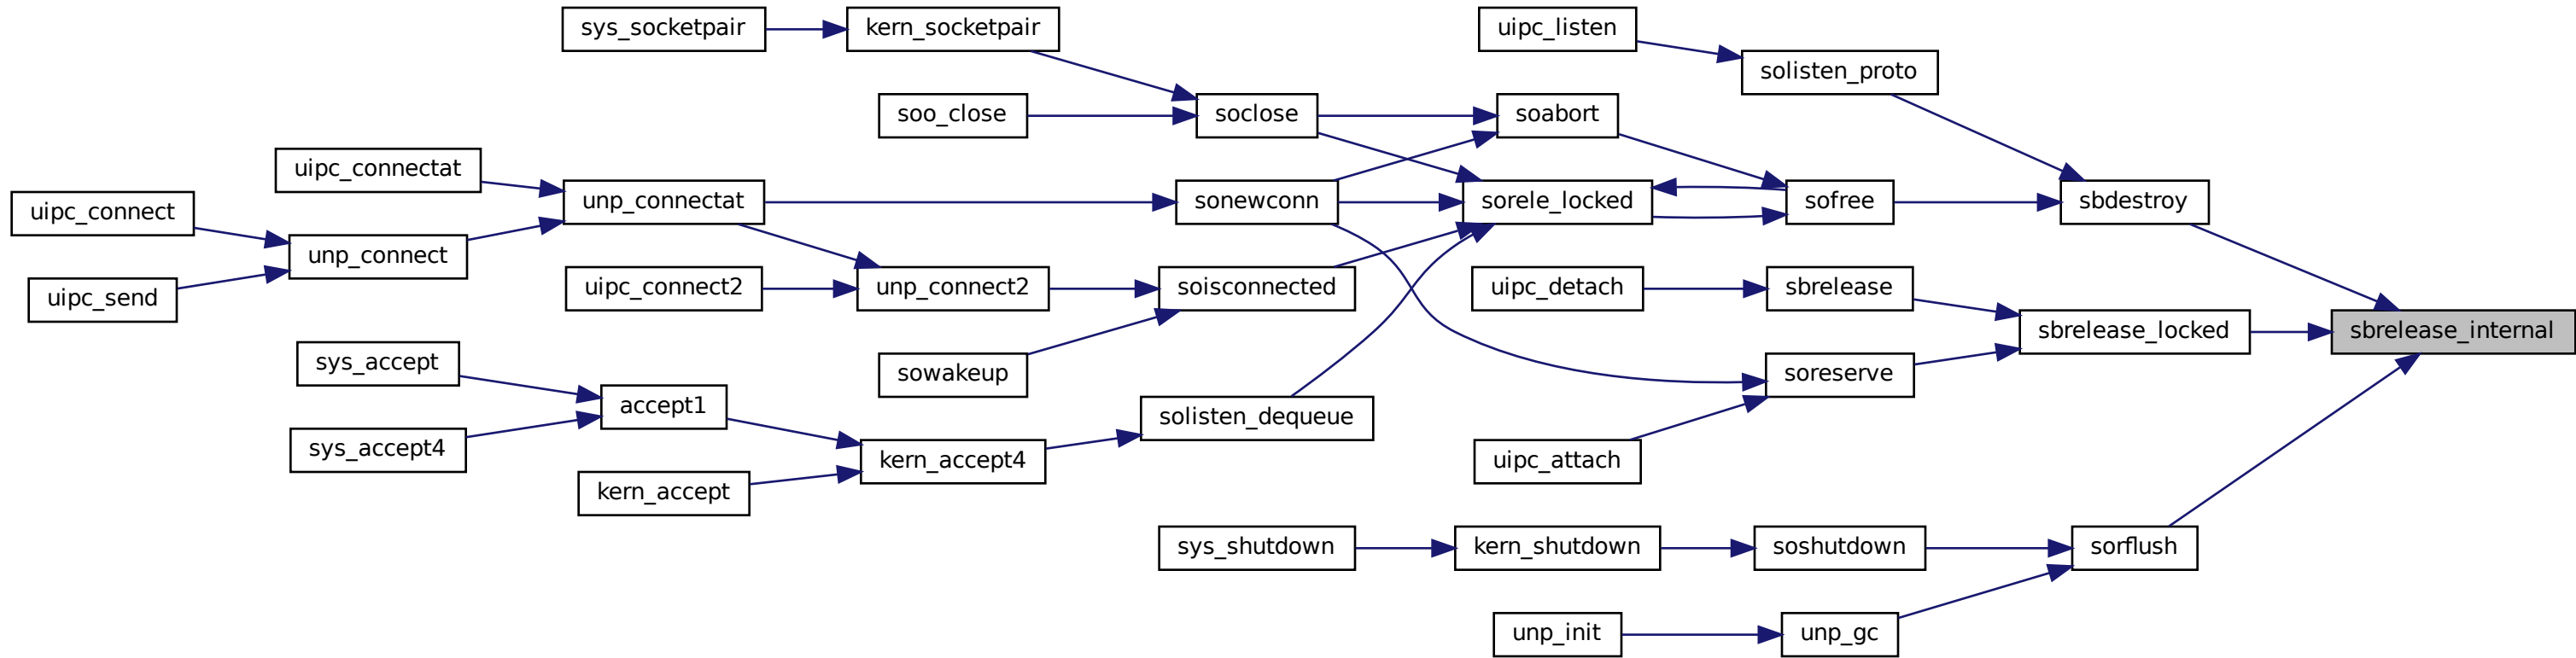 sys_socketpair
kern_socketpair
uipc_listen
solisten_proto
soo_close
soclose
soabort
uipc_connectat
uipc_connect
unp_connectat
sonewconn
sorele_locked
sofree
sbdestroy
unp_connect
uipc_send
uipc_connect2
unp_connect2
soisconnected
uipc_detach
sbrelease
sbrelease_locked
sbrelease_internal
sys_accept
sowakeup
soreserve
accept1
solisten_dequeue
sys_accept4
kern_accept4
uipc_attach
kern_accept
sys_shutdown
kern_shutdown
soshutdown
sorflush
unp_init
unp_gc